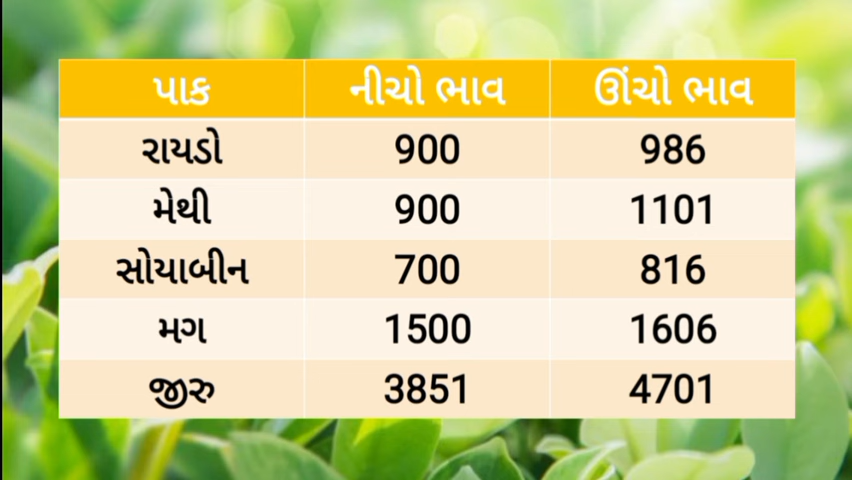 પાક નીચો ભાવ ઊંચો ભાવ
રાયડો 900 986
મેથી 900 1101
સોયાબીન 700 816
મગ 1500 1606
જીરુ 3851 4701